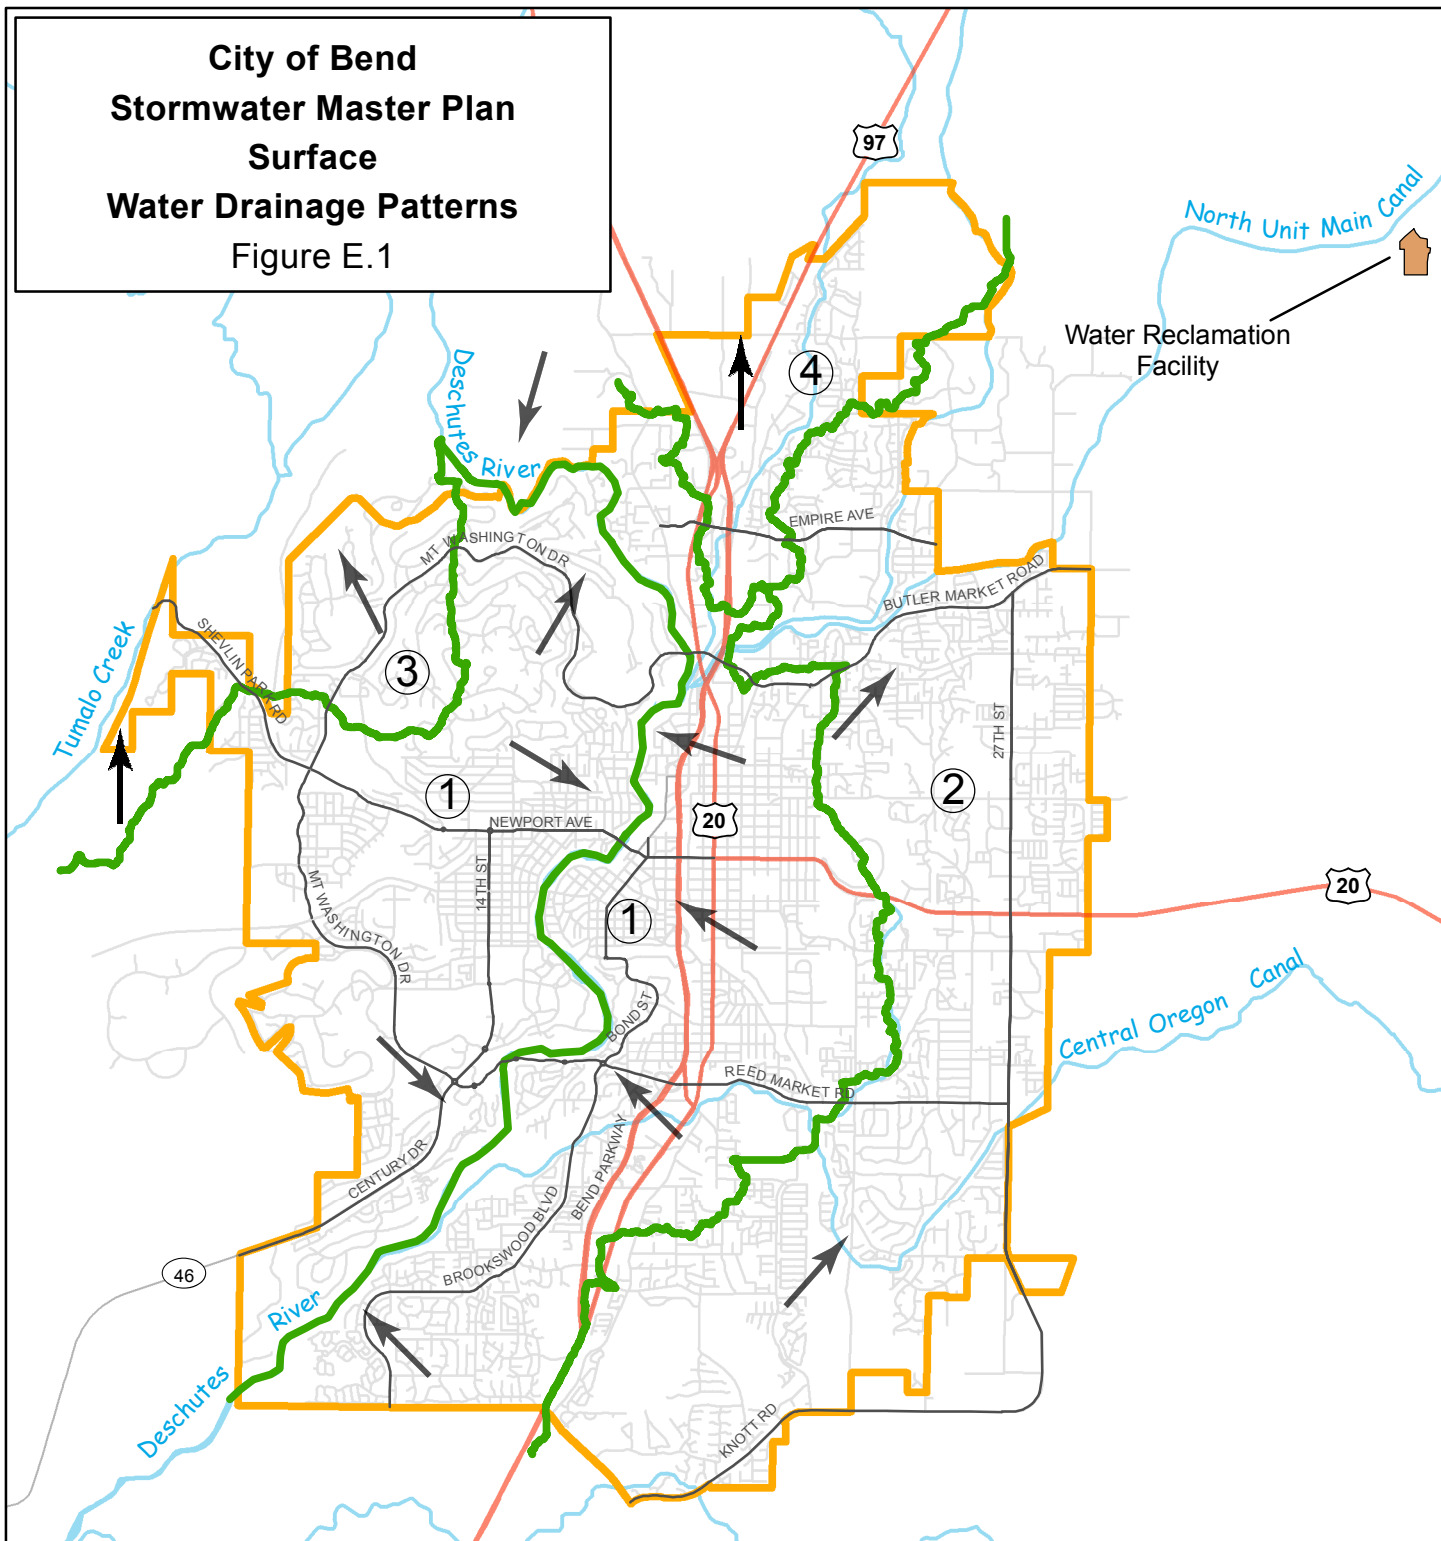 City of Bend
Stormwater Master Plan
Surface
Water Drainage Patterns
Figure E.1
97
North Unit Main Canal
Water Reclamation
Facility
Deschutes River
4
EMPIRE AVE
MT WASHINGTON DR
BUTLER MARKET ROAD
Tumalo Creek
SHEVLIN PARK RD
3
27TH ST
1
2
NEWPORT AVE
20
14TH ST
20
MT WASHINGTON DR
1
Central Oregon Canal
BOND ST
REED MARKET RD
CENTURY DR
BEND PARKWAY
BROOKSWOOD BLVD
46
Deschutes River
KNOTT RD